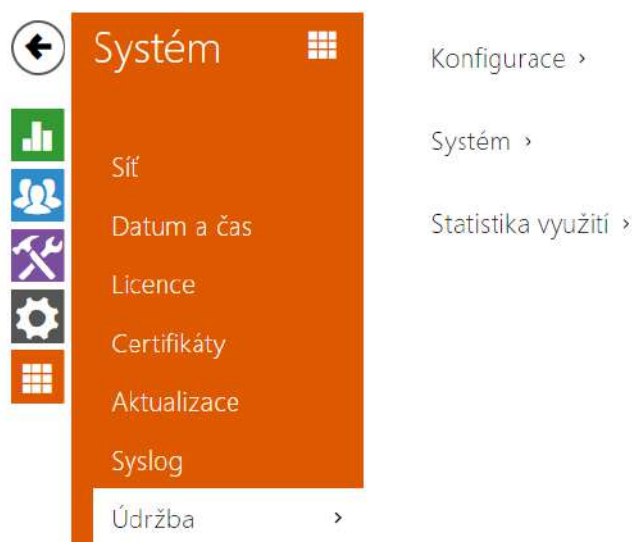 Systém
Síť
Datum a čas
Licence
Certifikáty
Aktualizace
Syslog
Údržba
Konfigurace
Systém
Statistika využití